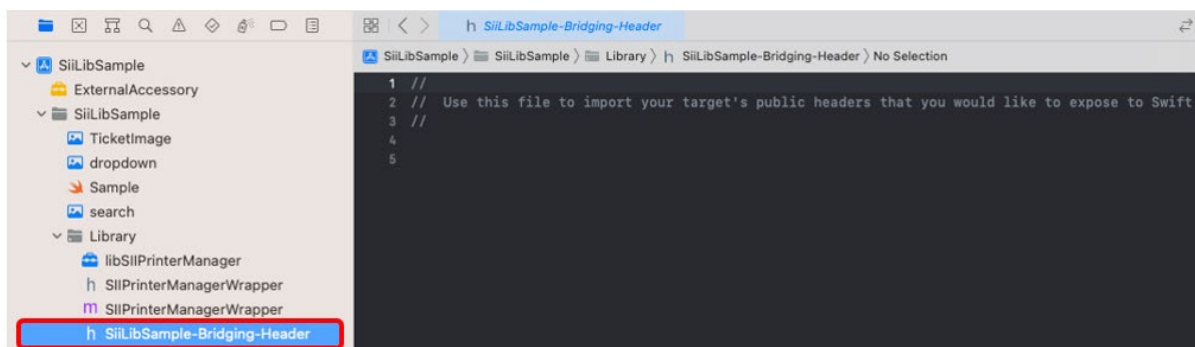 SiiLibSample
ExternalAccessory
SiiLibSample
TicketImage
dropdown
Sample
search
Library
libSIIPrinterManager
h SIIPrinterManagerWrapper
m SIIPrinterManagerWrapper
h SiiLibSample-Bridging-Header
h SiiLibSample-Bridging-Header
SiiLibSample 〉 SiiLibSample 〉 Library 〉 h SiiLibSample-Bridging-Header 〉 No Selection
1 //
2 //  Use this file to import your target's public headers that you would like to expose to Swift
3 //
4
5